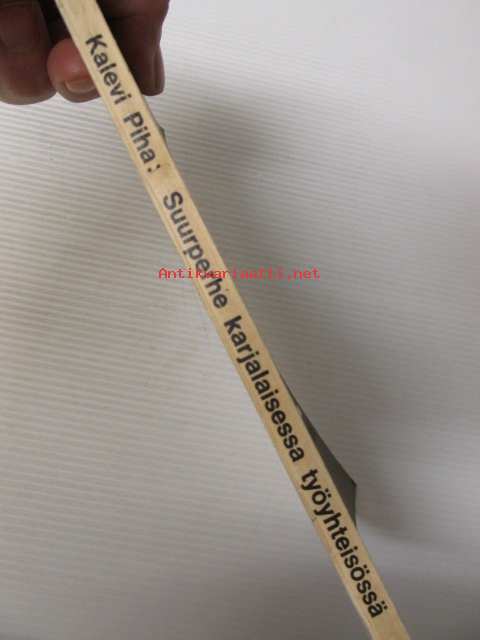 Kalevi Piha: Suurperhe karjalaisessa työyhteisössä
Antikvariaatti.net